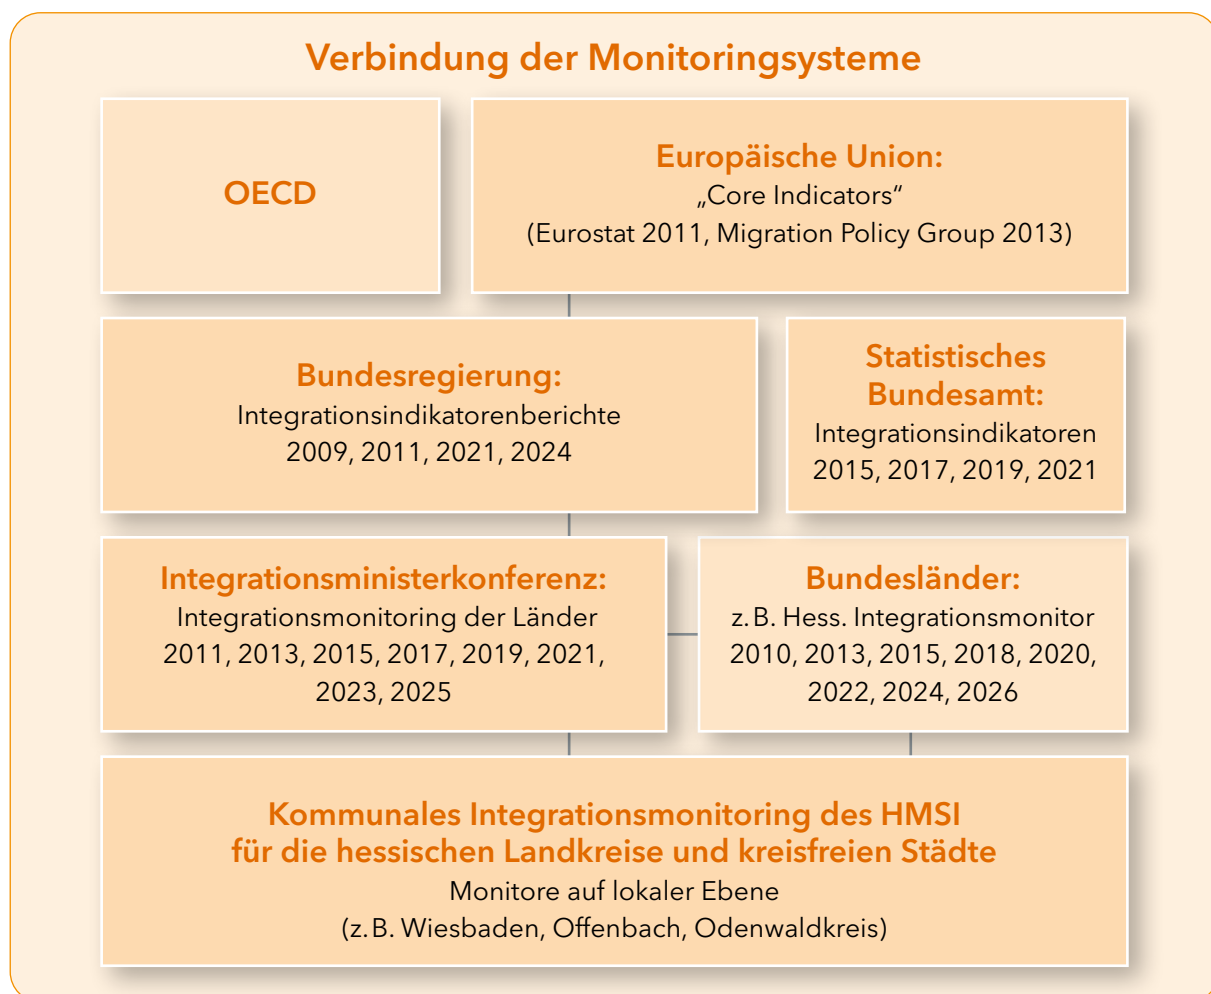 Verbindung der Monitoringsysteme
OECD
Europäische Union:
„Core Indicators“
(Eurostat 2011, Migration Policy Group 2013)
Bundesregierung:
Integrationsindikatorenberichte
2009, 2011, 2021, 2024
Statistisches
Bundesamt:
Integrationsindikatoren
2015, 2017, 2019, 2021
Integrationsministerkonferenz:
Integrationsmonitoring der Länder
2011, 2013, 2015, 2017, 2019, 2021,
2023, 2025
Bundesländer:
z. B. Hess. Integrationsmonitor
2010, 2013, 2015, 2018, 2020,
2022, 2024, 2026
Kommunales Integrationsmonitoring des HMSI
für die hessischen Landkreise und kreisfreien Städte
Monitore auf lokaler Ebene
(z. B. Wiesbaden, Offenbach, Odenwaldkreis)